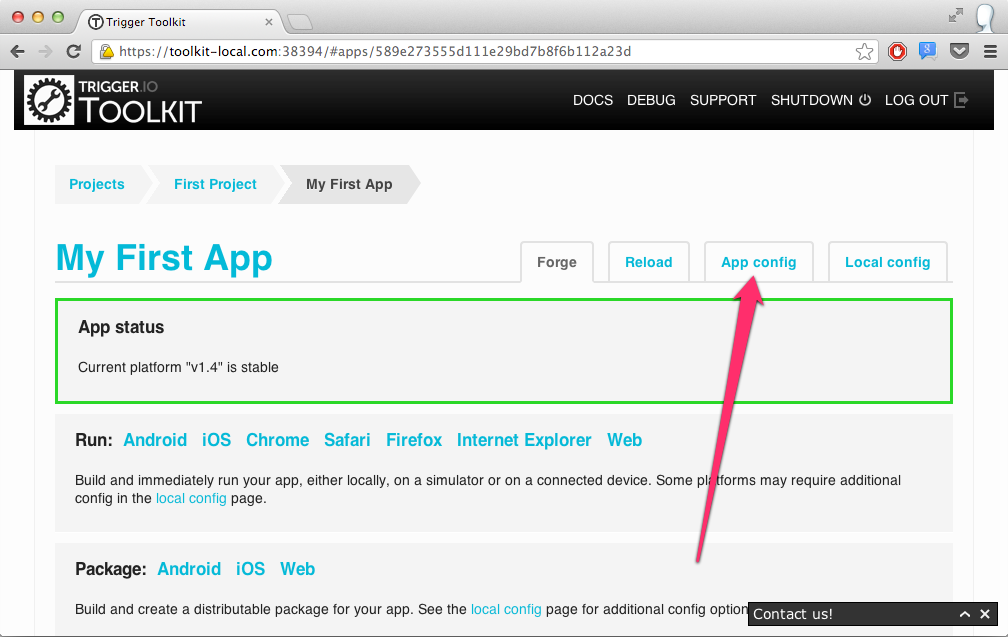 Trigger Toolkit
https://toolkit-local.com:38394/#apps/589e273555d111e29bd7b8f6b112a23d
TRIGGER.IO
TOOLKIT
DOCS DEBUG SUPPORT SHUTDOWN LOG OUT
Projects First Project My First App
My First App
Forge Reload App config Local config
App status
Current platform "v1.4" is stable
Run: Android iOS Chrome Safari Firefox Internet Explorer Web
Build and immediately run your app, either locally, on a simulator or on a connected device. Some platforms may require additional
config in the local config page.
Package: Android iOS Web
Build and create a distributable package for your app. See the local config page for additional config option
Contact us!